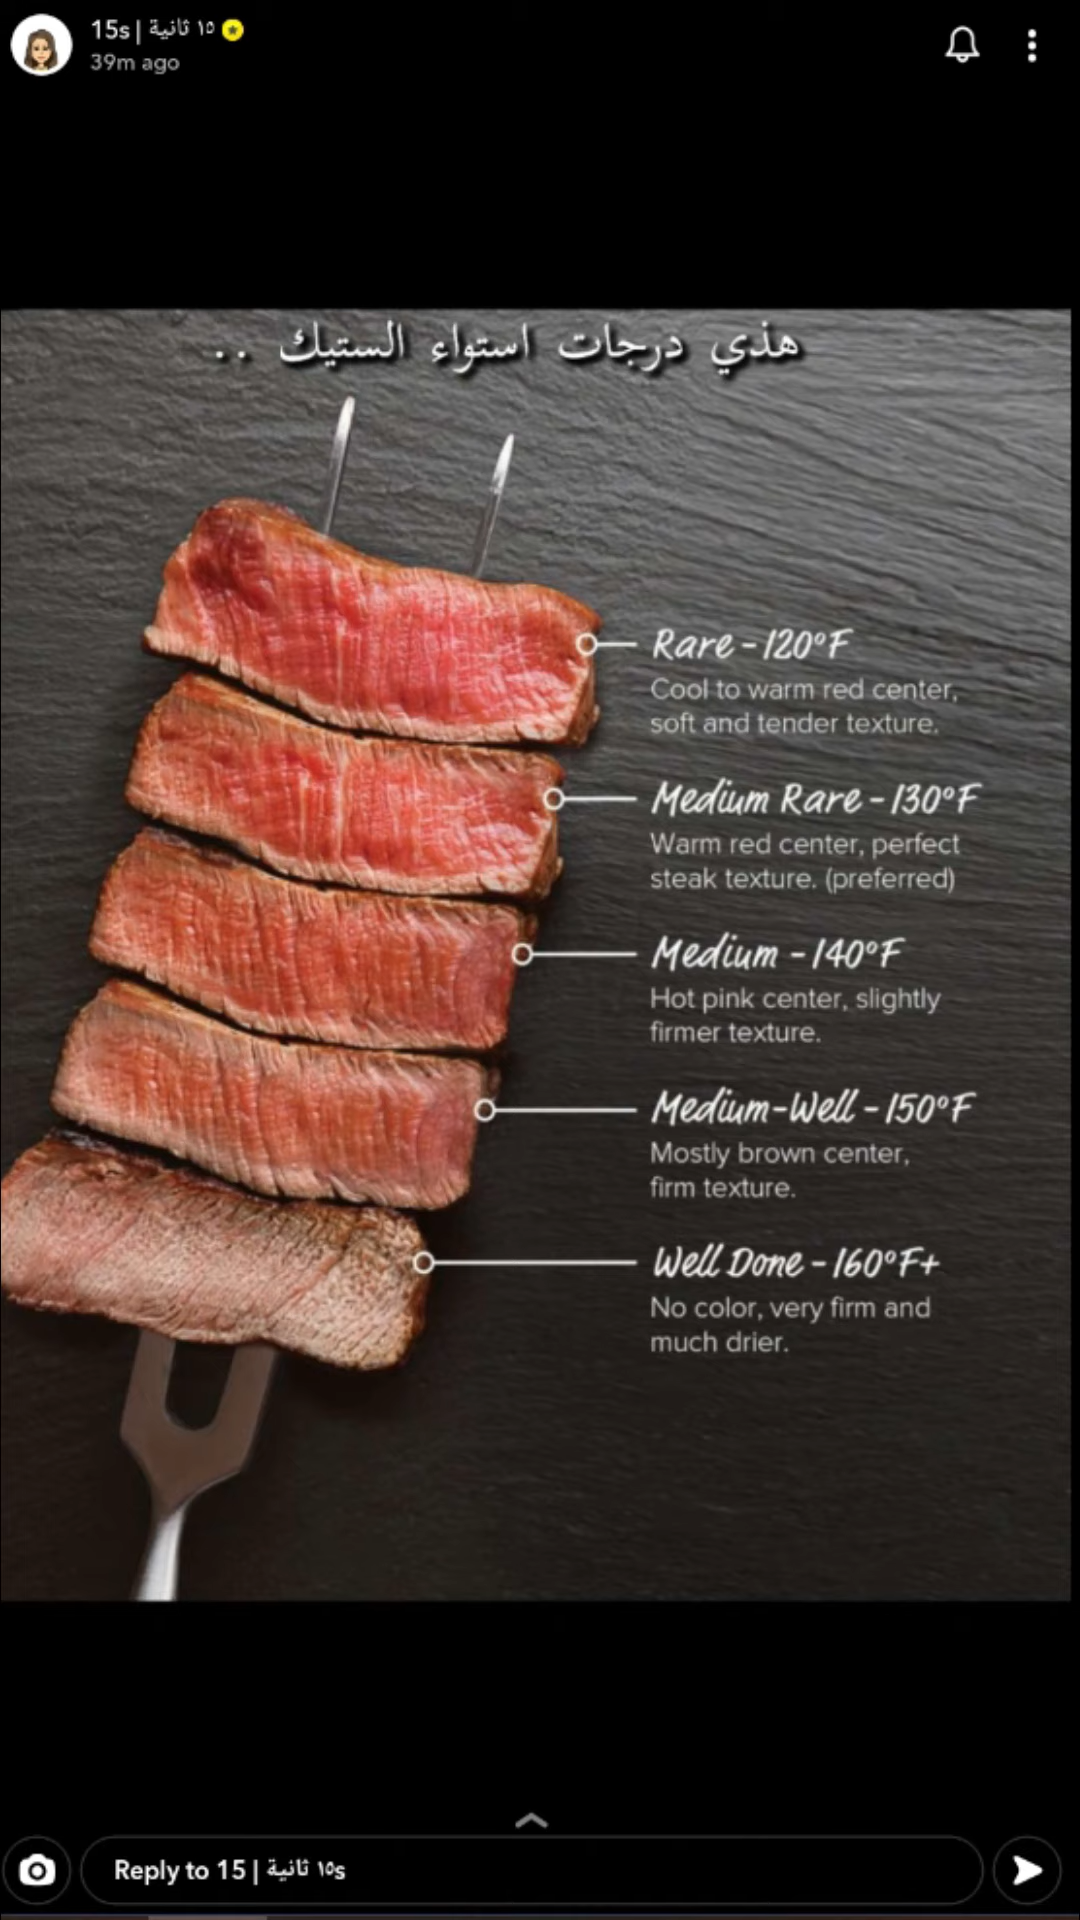 15s | ١٥ ثانية
39m ago
هذي درجات استواء الستيك ..
Rare - 120°F
Cool to warm red center,
soft and tender texture.
Medium Rare - 130°F
Warm red center, perfect
steak texture. (preferred)
Medium - 140°F
Hot pink center, slightly
firmer texture.
Medium-Well - 150°F
Mostly brown center,
firm texture.
Well Done - 160°F+
No color, very firm and
much drier.
Reply to 15 | ١٥ ثانيةs